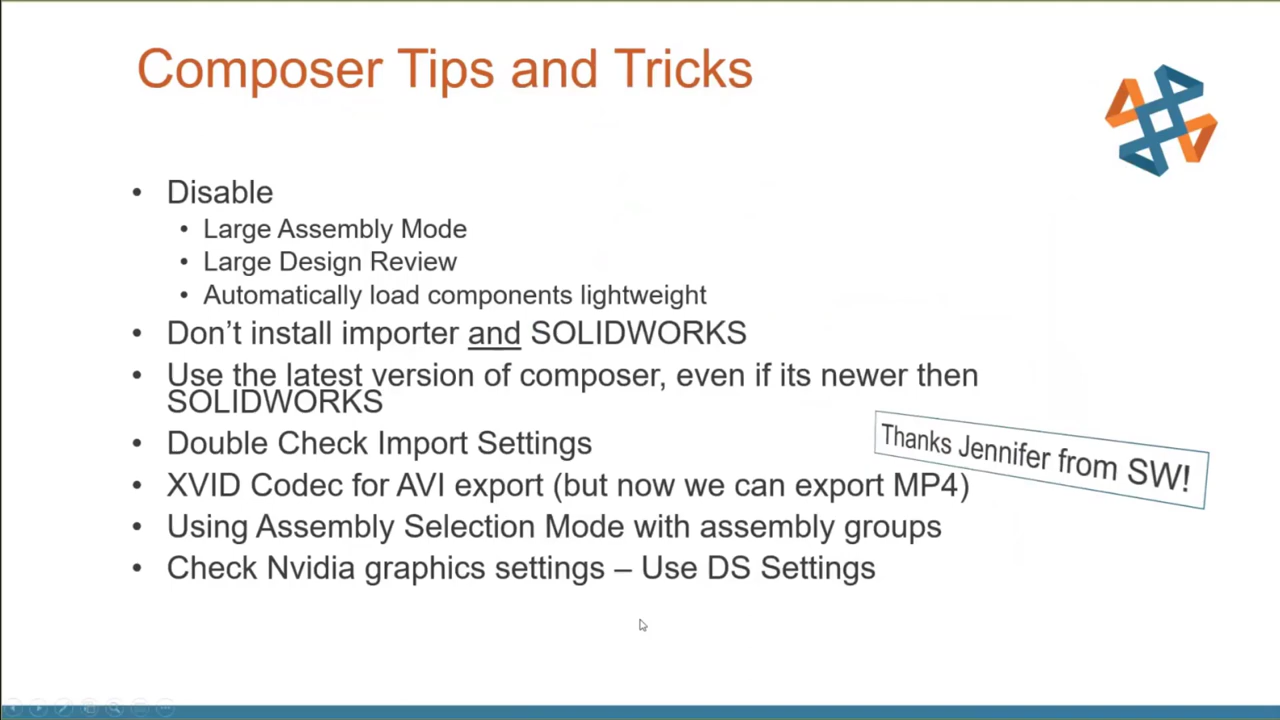 Composer Tips and Tricks
• Disable
• Large Assembly Mode
• Large Design Review
• Automatically load components lightweight
• Don’t install importer and SOLIDWORKS
• Use the latest version of composer, even if its newer then
SOLIDWORKS
• Double Check Import Settings
Thanks Jennifer from SW!
• XVID Codec for AVI export (but now we can export MP4)
• Using Assembly Selection Mode with assembly groups
• Check Nvidia graphics settings – Use DS Settings